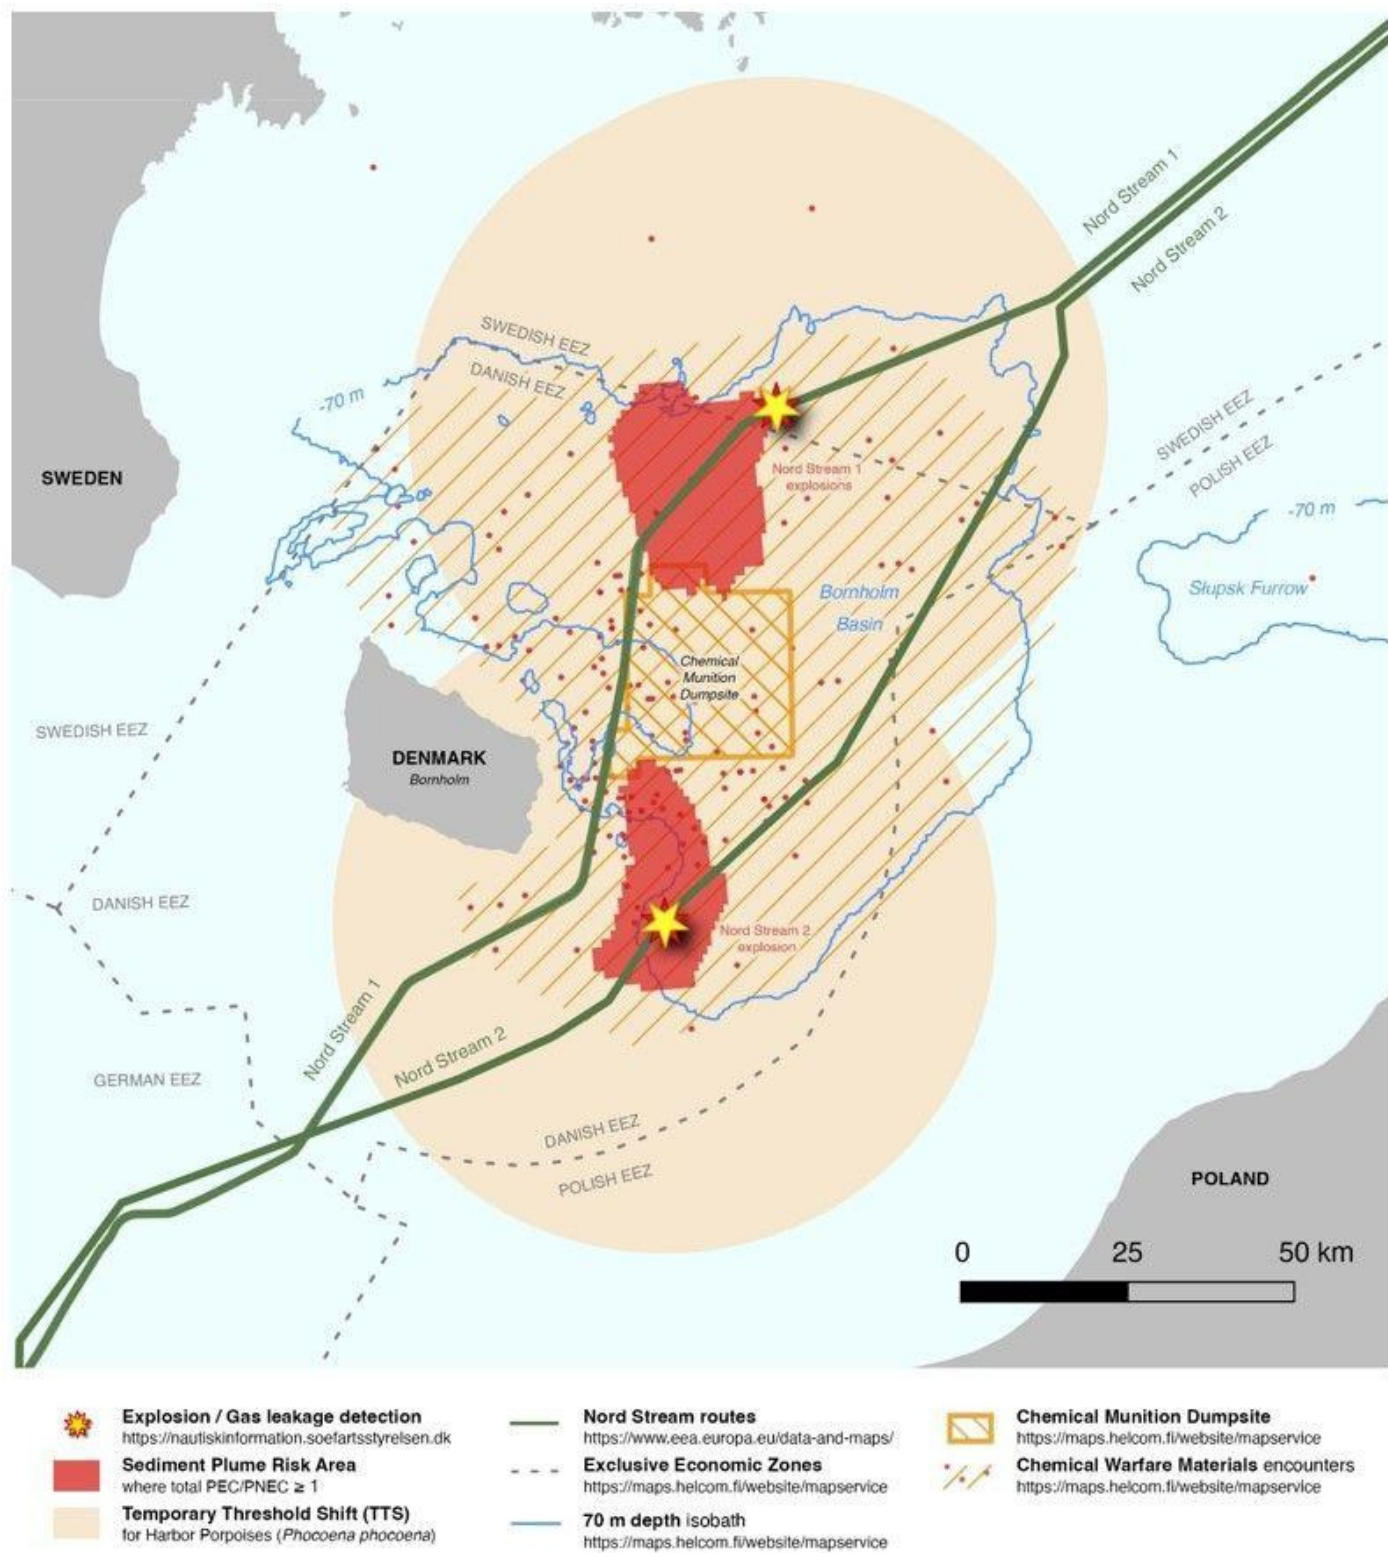 Nord Stream 1
Nord Stream 2
SWEDISH EEZ
DANISH EEZ
-70 m
SWEDISH EEZ
POLISH EEZ
SWEDEN
Nord Stream 1
explosions
-70 m
Słupsk Furrow
Bornholm
Basin
Chemical
Munition
Dumpsite
SWEDISH EEZ
DENMARK
Bornholm
DANISH EEZ
Nord Stream 2
explosion
Nord Stream 1
Nord Stream 2
GERMAN EEZ
DANISH EEZ
POLISH EEZ
POLAND
0 25 50 km
Explosion / Gas leakage detection
https://nautiskinformation.soefartsstyrelsen.dk
Sediment Plume Risk Area
where total PEC/PNEC ≥ 1
Temporary Threshold Shift (TTS)
for Harbor Porpoises (Phocoena phocoena)
Nord Stream routes
https://www.eea.europa.eu/data-and-maps/
Exclusive Economic Zones
https://maps.helcom.fi/website/mapservice
70 m depth isobath
https://maps.helcom.fi/website/mapservice
Chemical Munition Dumpsite
https://maps.helcom.fi/website/mapservice
Chemical Warfare Materials encounters
https://maps.helcom.fi/website/mapservice